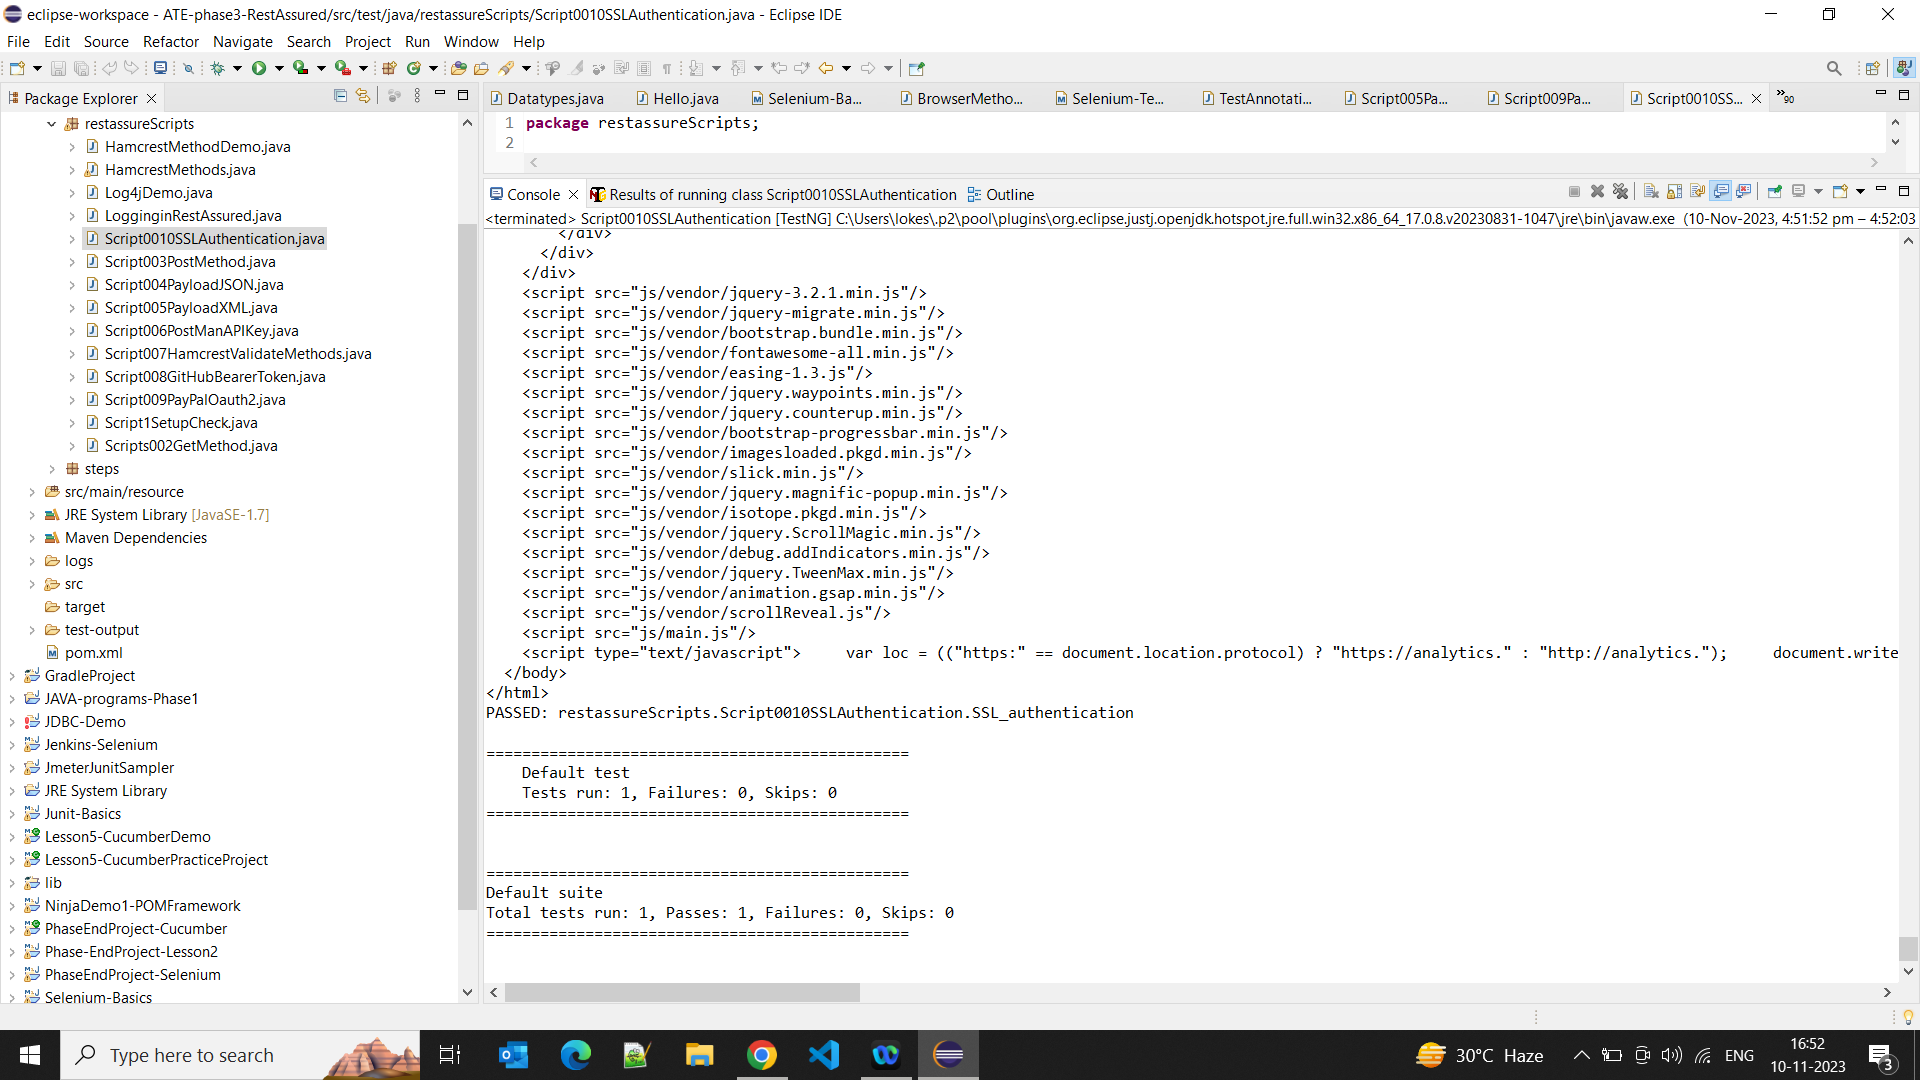 eclipse-workspace - ATE-phase3-RestAssured/src/test/java/restassureScripts/Script0010SSLAuthentication.java - Eclipse IDE
File Edit Source Refactor Navigate Search Project Run Window Help
Package Explorer
restassureScripts
HamcrestMethodDemo.java
HamcrestMethods.java
Log4jDemo.java
LogginginRestAssured.java
Script0010SSLAuthentication.java
Script003PostMethod.java
Script004PayloadJSON.java
Script005PayloadXML.java
Script006PostManAPIKey.java
Script007HamcrestValidateMethods.java
Script008GitHubBearerToken.java
Script009PayPalOauth2.java
Script1SetupCheck.java
Scripts002GetMethod.java
steps
src/main/resource
JRE System Library [JavaSE-1.7]
Maven Dependencies
logs
src
target
test-output
pom.xml
GradleProject
JAVA-programs-Phase1
JDBC-Demo
Jenkins-Selenium
JmeterJunitSampler
JRE System Library
Junit-Basics
Lesson5-CucumberDemo
Lesson5-CucumberPracticeProject
lib
NinjaDemo1-POMFramework
PhaseEndProject-Cucumber
Phase-EndProject-Lesson2
PhaseEndProject-Selenium
Selenium-Basics
Datatypes.java Hello.java Selenium-Ba... BrowserMetho... Selenium-Te... TestAnnotati... Script005Pa... Script009Pa... Script0010SS... 90
1 package restassureScripts;
2
Console Results of running class Script0010SSLAuthentication Outline
<terminated> Script0010SSLAuthentication [TestNG] C:\Users\lokes\.p2\pool\plugins\org.eclipse.justj.openjdk.hotspot.jre.full.win32.x86_64_17.0.8.v20230831-1047\jre\bin\javaw.exe (10-Nov-2023, 4:51:52 pm – 4:52:03
</div>
</div>
</div>
<script src="js/vendor/jquery-3.2.1.min.js"/>
<script src="js/vendor/jquery-migrate.min.js"/>
<script src="js/vendor/bootstrap.bundle.min.js"/>
<script src="js/vendor/fontawesome-all.min.js"/>
<script src="js/vendor/easing-1.3.js"/>
<script src="js/vendor/jquery.waypoints.min.js"/>
<script src="js/vendor/jquery.counterup.min.js"/>
<script src="js/vendor/bootstrap-progressbar.min.js"/>
<script src="js/vendor/imagesloaded.pkgd.min.js"/>
<script src="js/vendor/slick.min.js"/>
<script src="js/vendor/jquery.magnific-popup.min.js"/>
<script src="js/vendor/isotope.pkgd.min.js"/>
<script src="js/vendor/jquery.ScrollMagic.min.js"/>
<script src="js/vendor/debug.addIndicators.min.js"/>
<script src="js/vendor/jquery.TweenMax.min.js"/>
<script src="js/vendor/animation.gsap.min.js"/>
<script src="js/vendor/scrollReveal.js"/>
<script src="js/main.js"/>
<script type="text/javascript"> var loc = (("https:" == document.location.protocol) ? "https://analytics." : "http://analytics."); document.write
</body>
</html>
PASSED: restassureScripts.Script0010SSLAuthentication.SSL_authentication
===============================================
Default test
Tests run: 1, Failures: 0, Skips: 0
===============================================
===============================================
Default suite
Total tests run: 1, Passes: 1, Failures: 0, Skips: 0
===============================================
Type here to search
30°C Haze
ENG
16:52
10-11-2023
3